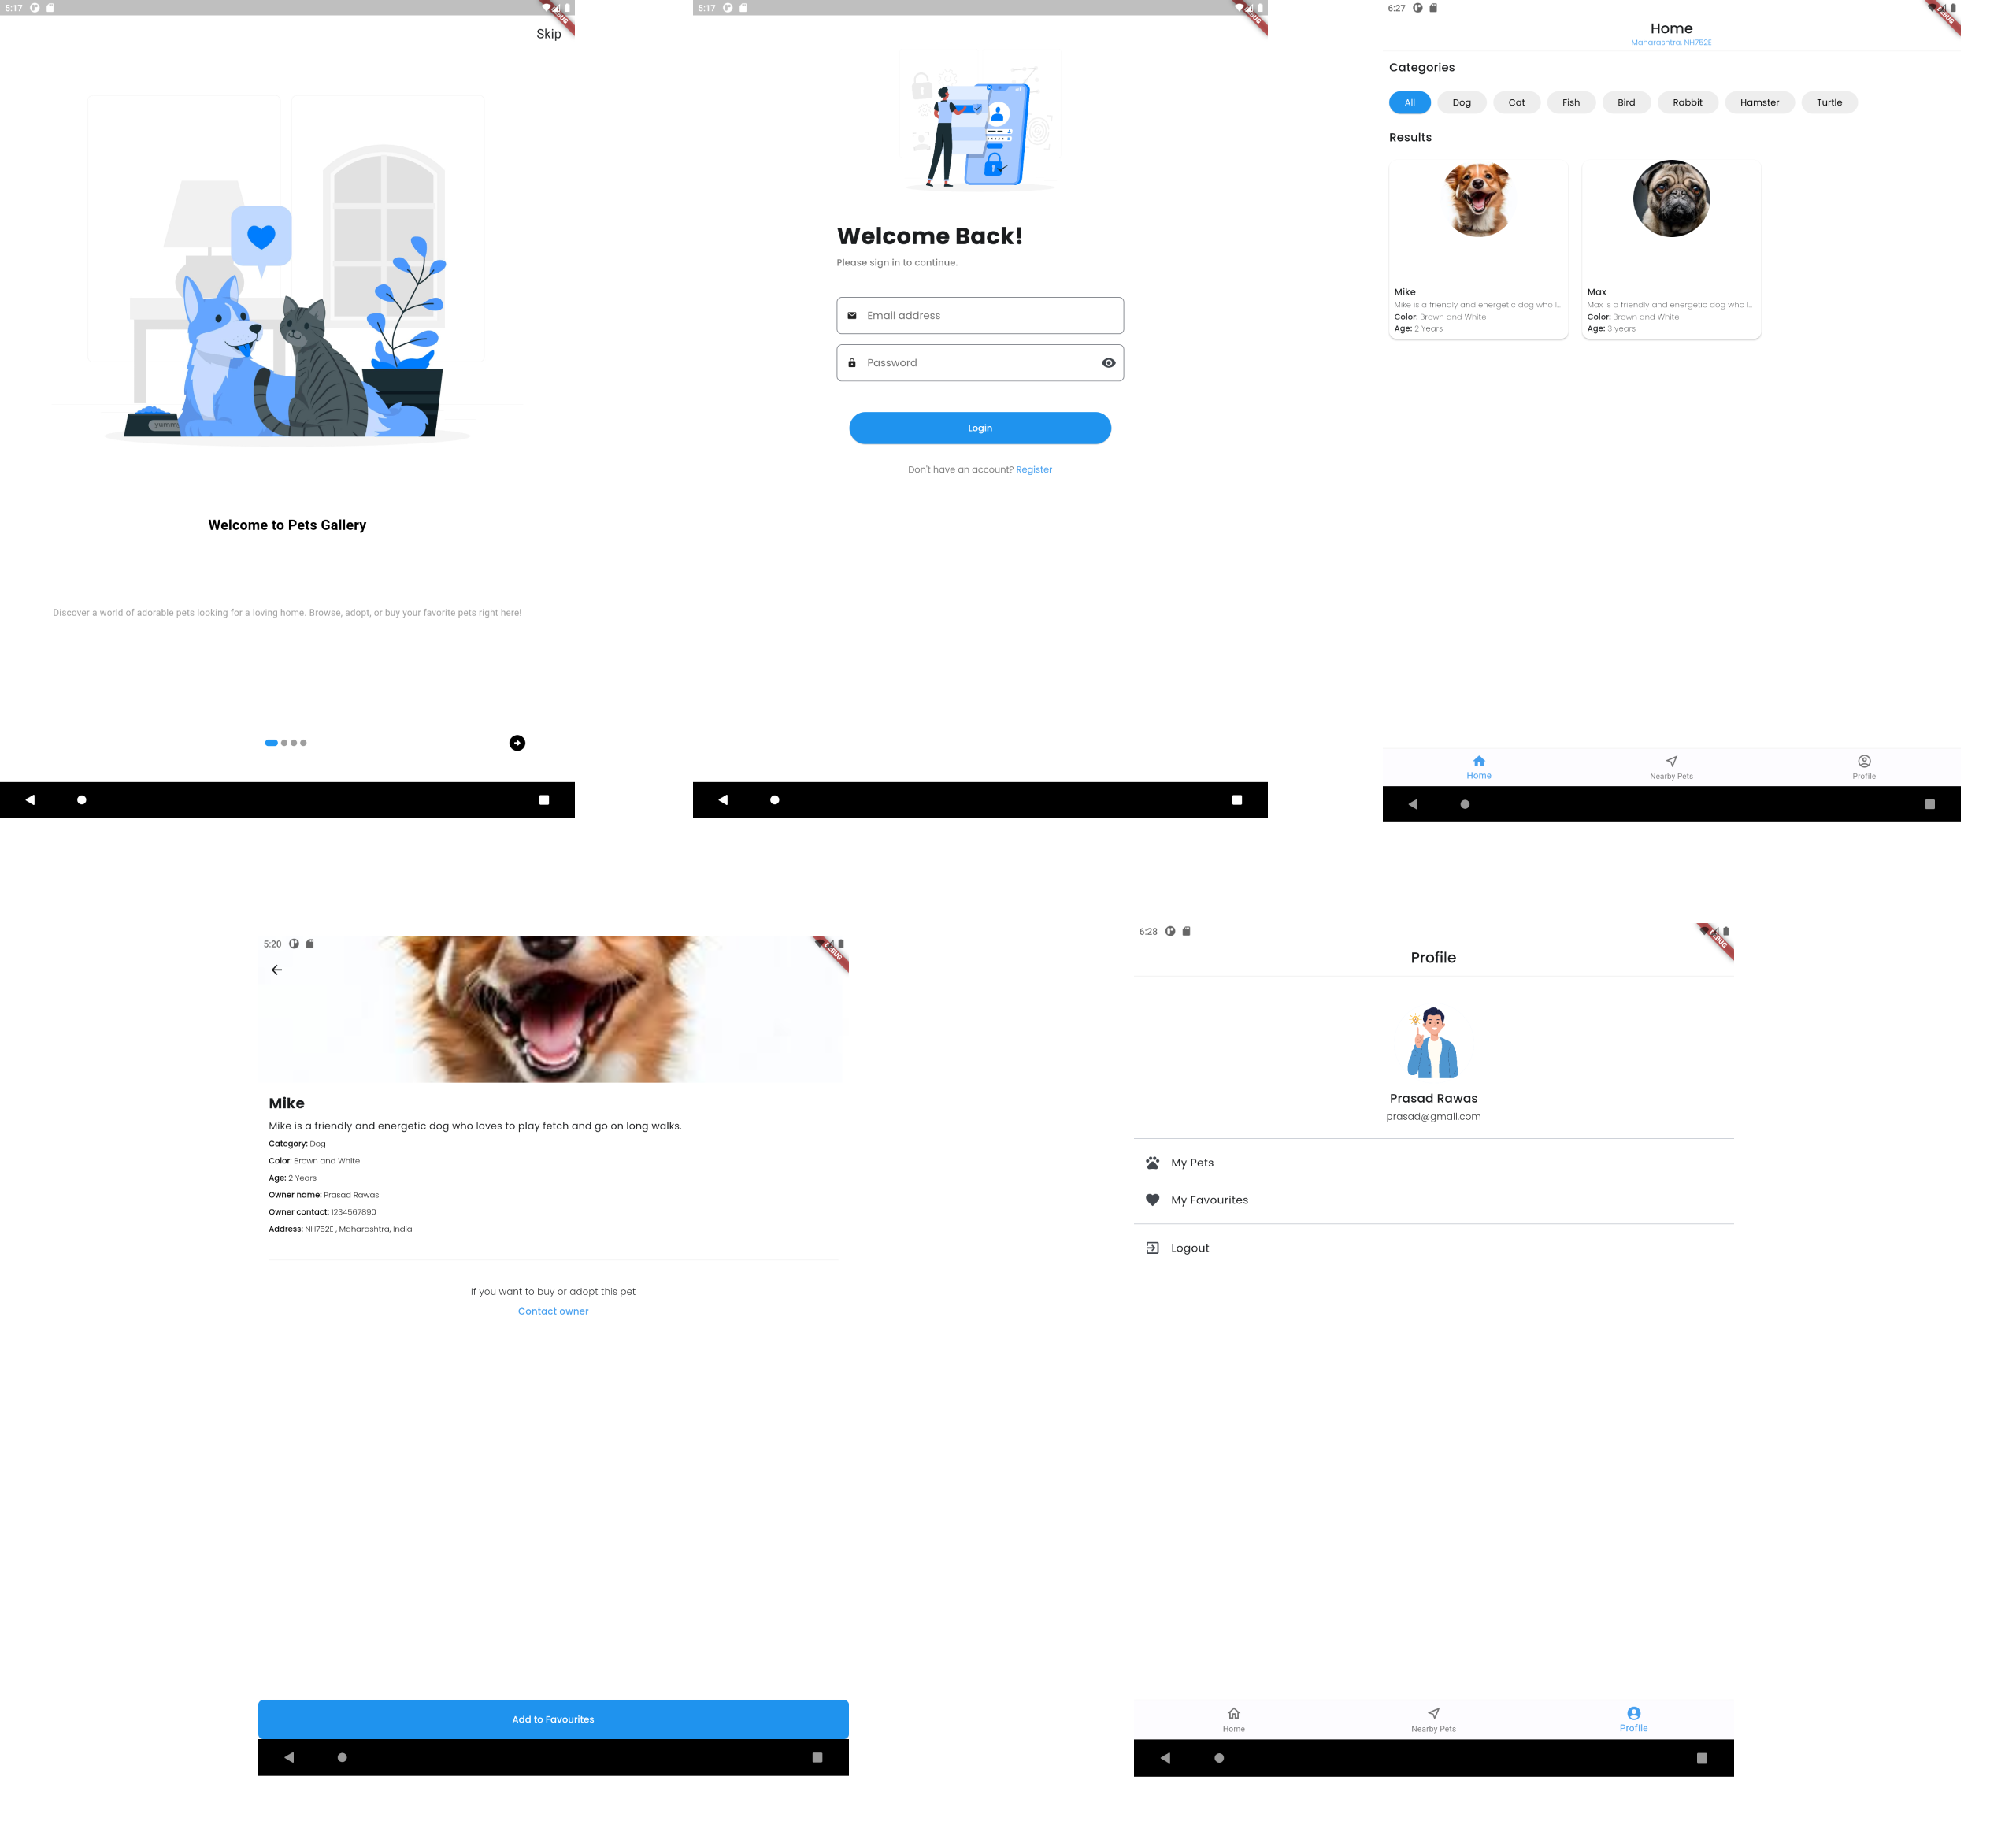 5:17
DEBUG
Skip
yummy
Welcome to Pets Gallery
Discover a world of adorable pets looking for a loving home. Browse, adopt, or buy your favorite pets right here!
5:17
DEBUG
Welcome Back!
Please sign in to continue.
Email address
Password
Login
Don't have an account? Register
6:27
DEBUG
Home
Maharashtra, NH752E
Categories
All Dog Cat Fish Bird Rabbit Hamster Turtle
Results
Mike
Mike is a friendly and energetic dog who l...
Color: Brown and White
Age: 2 Years
Max
Max is a friendly and energetic dog who l...
Color: Brown and White
Age: 3 years
Home Nearby Pets Profile
5:20
DEBUG
Mike
Mike is a friendly and energetic dog who loves to play fetch and go on long walks.
Category: Dog
Color: Brown and White
Age: 2 Years
Owner name: Prasad Rawas
Owner contact: 1234567890
Address: NH752E , Maharashtra, India
If you want to buy or adopt this pet
Contact owner
Add to Favourites
6:28
DEBUG
Profile
Prasad Rawas
prasad@gmail.com
My Pets
My Favourites
Logout
Home Nearby Pets Profile